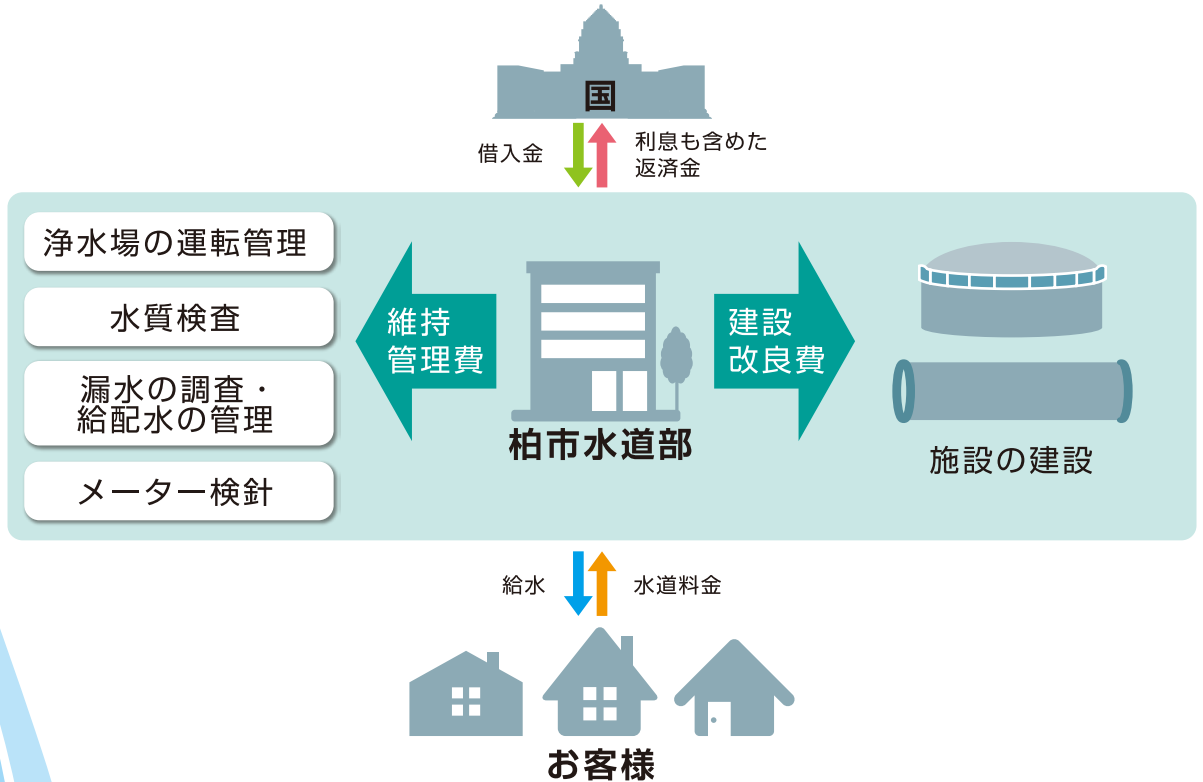 国
借入金
利息も含めた
返済金
浄水場の運転管理
水質検査
漏水の調査・
給配水の管理
メーター検針
維持
管理費
柏市水道部
建設
改良費
施設の建設
給水
水道料金
お客様